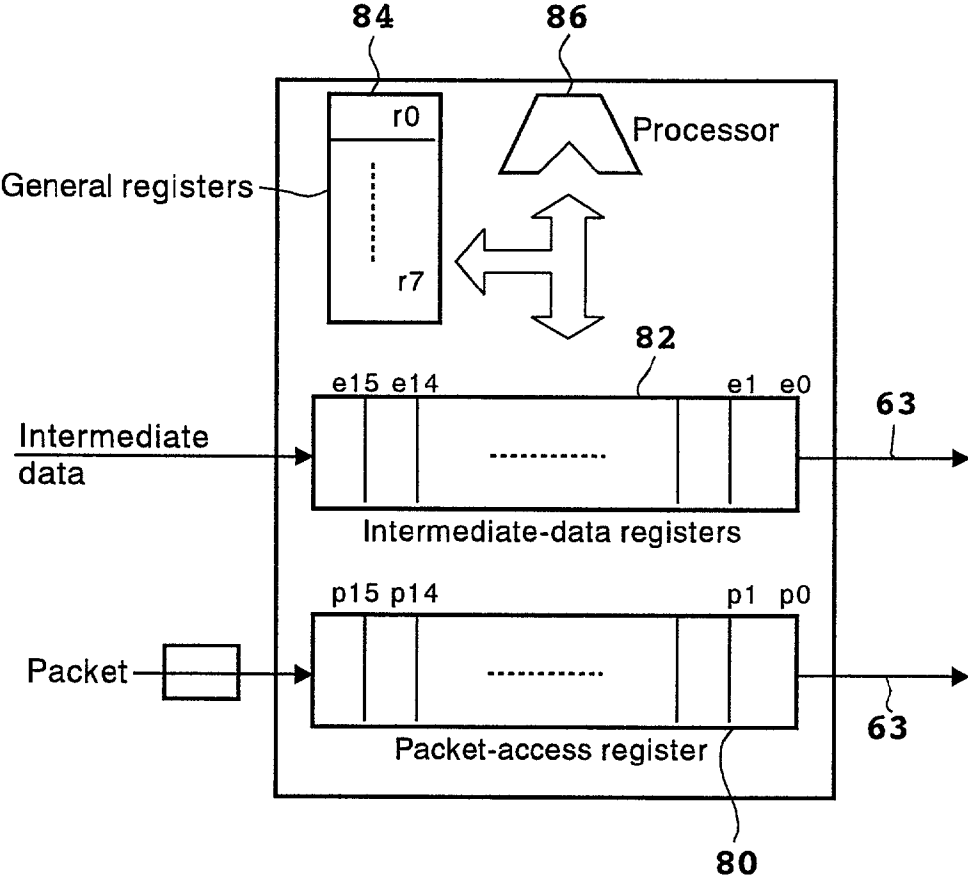 84
86
r0
Processor
General registers
r7
82
e15 e14 e1 e0
63
Intermediate
data
Intermediate-data registers
p15 p14 p1 p0
Packet
63
Packet-access register
80